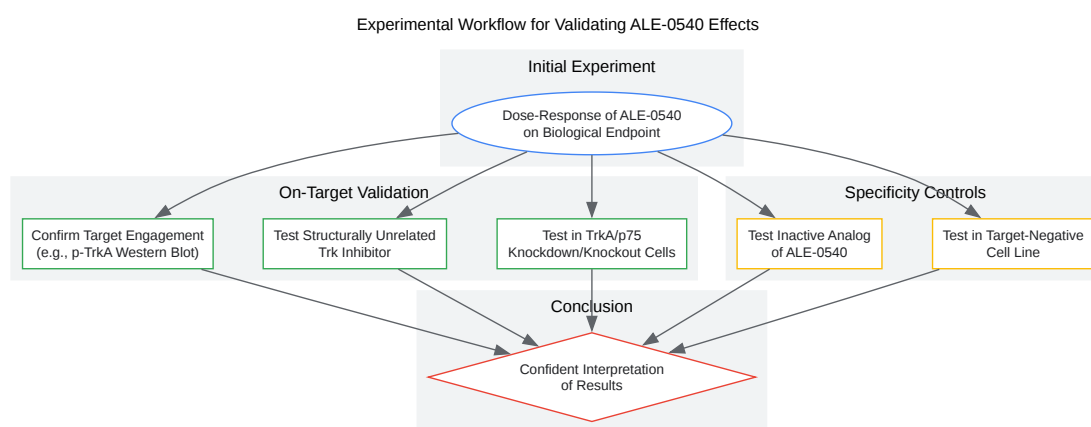 Experimental Workflow for Validating ALE-0540 Effects
Initial Experiment
Dose-Response of ALE-0540
on Biological Endpoint
On-Target Validation
Specificity Controls
Confirm Target Engagement
(e.g., p-TrkA Western Blot)
Test Structurally Unrelated
Trk Inhibitor
Test in TrkA/p75
Knockdown/Knockout Cells
Test Inactive Analog
of ALE-0540
Test in Target-Negative
Cell Line
Conclusion
Confident Interpretation
of Results